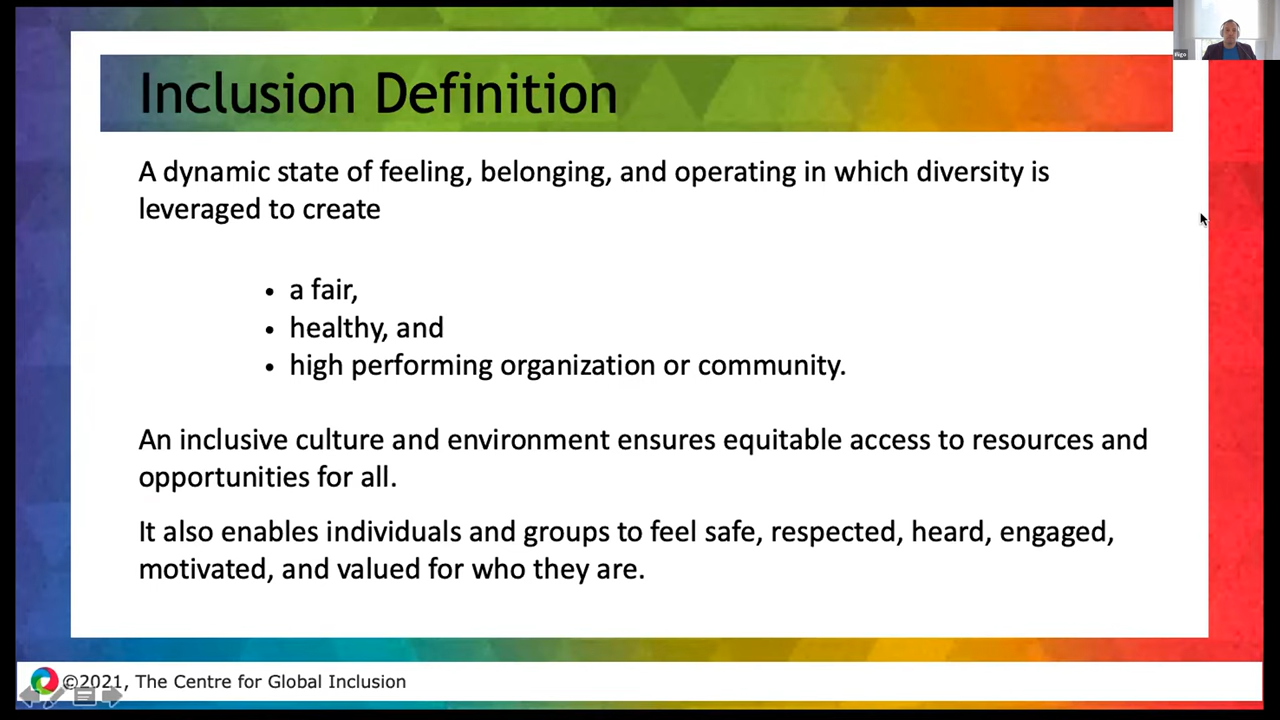 Inclusion Definition
A dynamic state of feeling, belonging, and operating in which diversity is
leveraged to create
• a fair,
• healthy, and
• high performing organization or community.
An inclusive culture and environment ensures equitable access to resources and
opportunities for all.
It also enables individuals and groups to feel safe, respected, heard, engaged,
motivated, and valued for who they are.
©2021, The Centre for Global Inclusion